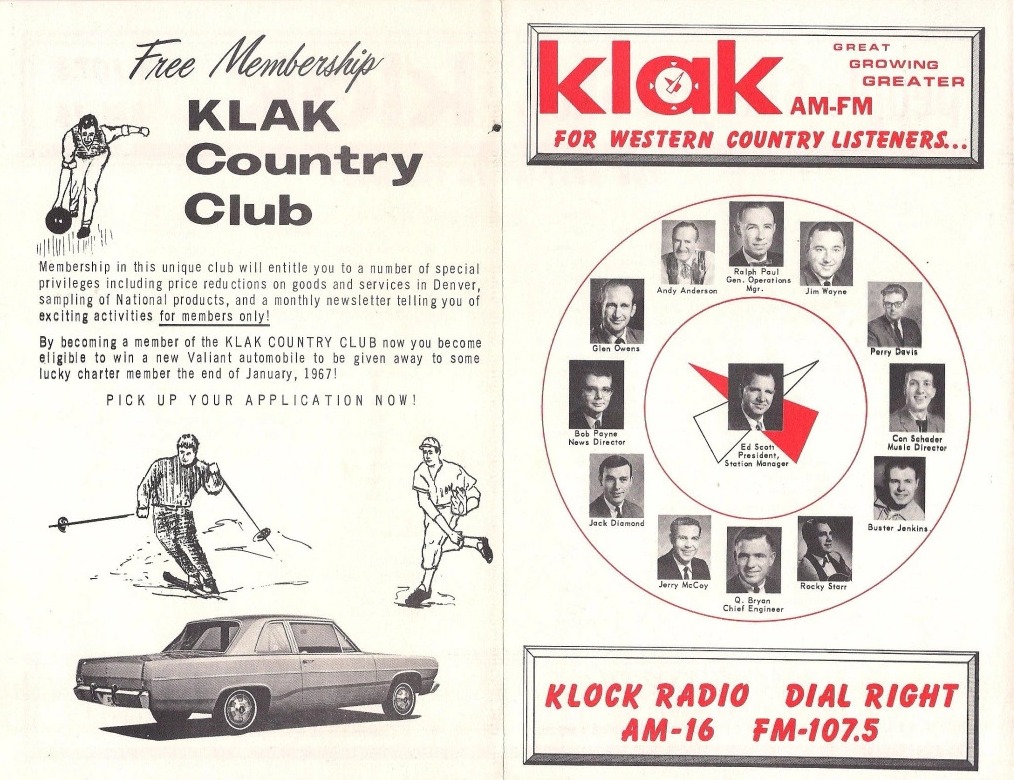 Free Membership
KLAK
Country
Club
Membership in this unique club will entitle you to a number of special
privileges including price reductions on goods and services in Denver,
sampling of National products, and a monthly newsletter telling you of
exciting activities for members only!
By becoming a member of the KLAK COUNTRY CLUB now you become
eligible to win a new Valiant automobile to be given away to some
lucky charter member the end of January, 1967!
PICK UP YOUR APPLICATION NOW!
klak
GREAT
GROWING
GREATER
AM-FM
FOR WESTERN COUNTRY LISTENERS...
Andy Anderson
Ralph Paul
Gen. Operations
Mgr.
Jim Wayne
Glen Owens
Perry Davis
Bob Payne
News Director
Ed Scott
President,
Station Manager
Con Schader
Music Director
Jack Diamond
Buster Jenkins
Jerry McCoy
Q. Bryan
Chief Engineer
Rocky Starr
KLOCK RADIO DIAL RIGHT
AM-16 FM-107.5